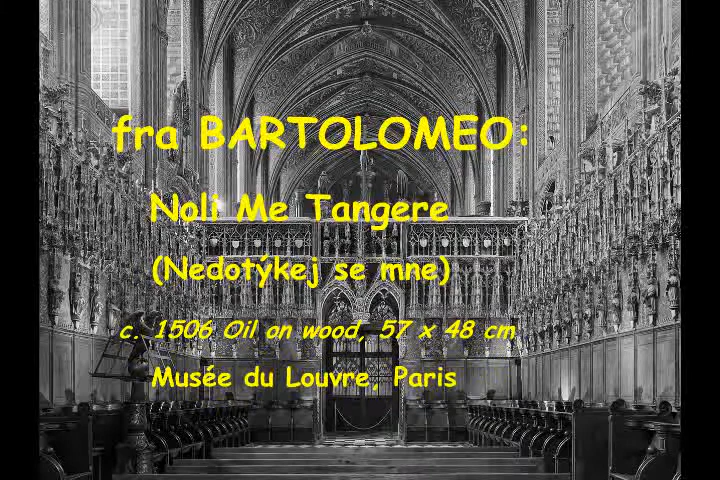 fra BARTOLOMEO:
Noli Me Tangere
(Nedotýkej se mne)
c. 1506 Oil on wood, 57 x 48 cm
Musée du Louvre, Paris